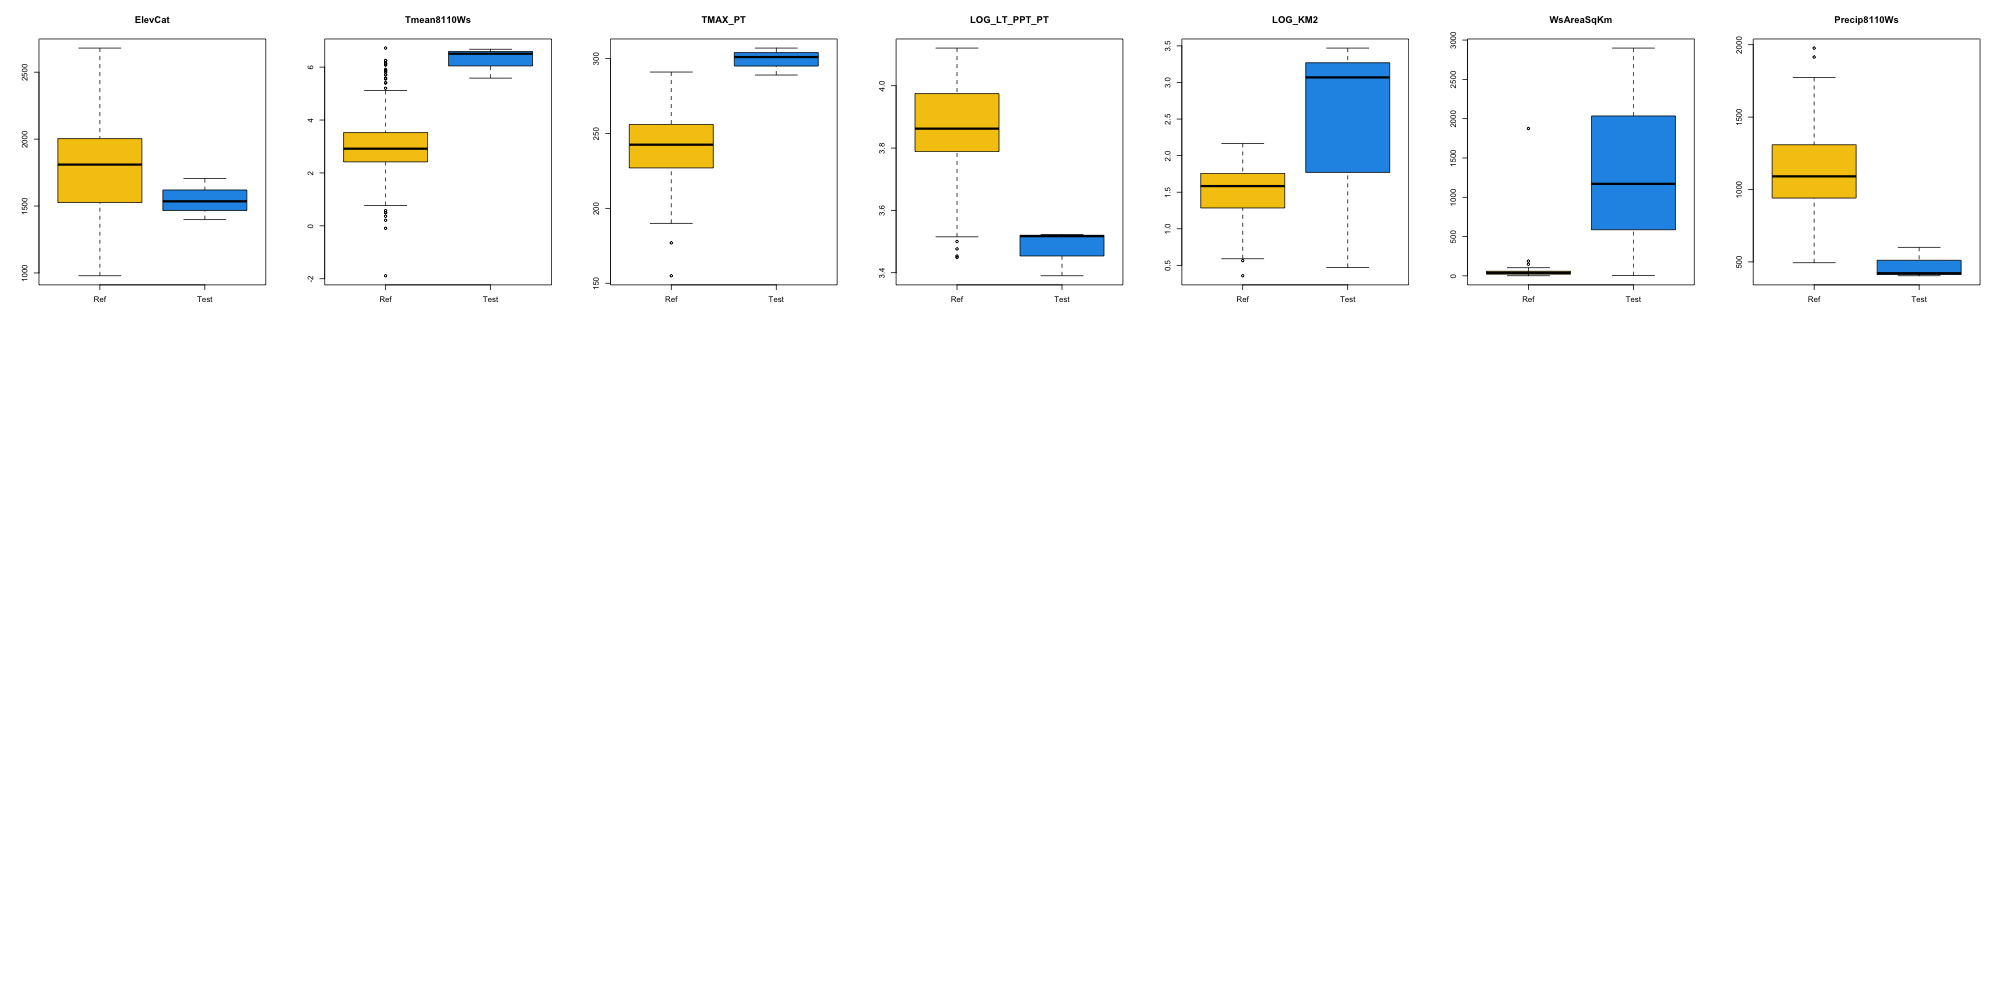 ElevCat
1000 1500 2000 2500
Ref Test
Tmean8110Ws
-2 0 2 4 6
Ref Test
TMAX_PT
150 200 250 300
Ref Test
LOG_LT_PPT_PT
3.4 3.6 3.8 4.0
Ref Test
LOG_KM2
0.5 1.0 1.5 2.0 2.5 3.0 3.5
Ref Test
WsAreaSqKm
0 500 1000 1500 2000 2500 3000
Ref Test
Precip8110Ws
500 1000 1500 2000
Ref Test